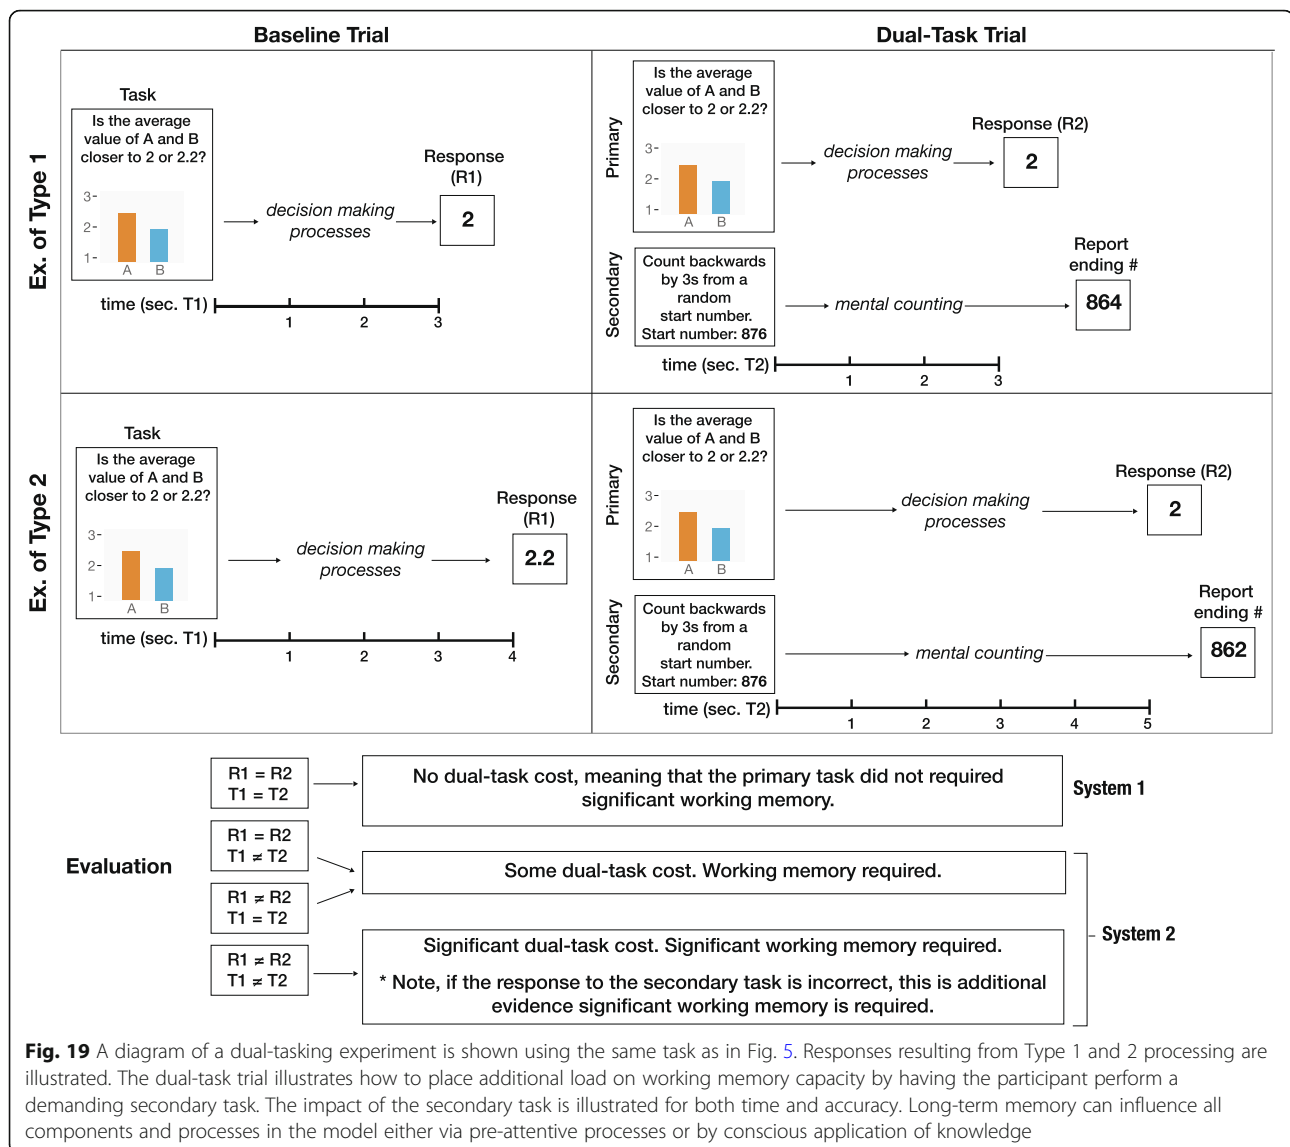 Baseline Trial
Dual-Task Trial
Ex. of Type 1
Task
Is the average
value of A and B
closer to 2 or 2.2?
3
2
1
A B
decision making
processes
Response
(R1)
2
time (sec. T1)
1 2 3
Primary
Is the average
value of A and B
closer to 2 or 2.2?
3
2
1
A B
decision making
processes
Response (R2)
2
Secondary
Count backwards
by 3s from a
random
start number.
Start number: 876
mental counting
Report
ending #
864
time (sec. T2)
1 2 3
Ex. of Type 2
Task
Is the average
value of A and B
closer to 2 or 2.2?
3
2
1
A B
decision making
processes
Response
(R1)
2.2
time (sec. T1)
1 2 3 4
Primary
Is the average
value of A and B
closer to 2 or 2.2?
3
2
1
A B
decision making
processes
Response (R2)
2
Secondary
Count backwards
by 3s from a
random
start number.
Start number: 876
mental counting
Report
ending #
862
time (sec. T2)
1 2 3 4 5
Evaluation
R1 = R2
T1 = T2
No dual-task cost, meaning that the primary task did not required
significant working memory.
System 1
R1 = R2
T1 ≠ T2
R1 ≠ R2
T1 = T2
Some dual-task cost. Working memory required.
R1 ≠ R2
T1 ≠ T2
Significant dual-task cost. Significant working memory required.
* Note, if the response to the secondary task is incorrect, this is additional
evidence significant working memory is required.
System 2
Fig. 19 A diagram of a dual-tasking experiment is shown using the same task as in Fig. 5. Responses resulting from Type 1 and 2 processing are
illustrated. The dual-task trial illustrates how to place additional load on working memory capacity by having the participant perform a
demanding secondary task. The impact of the secondary task is illustrated for both time and accuracy. Long-term memory can influence all
components and processes in the model either via pre-attentive processes or by conscious application of knowledge